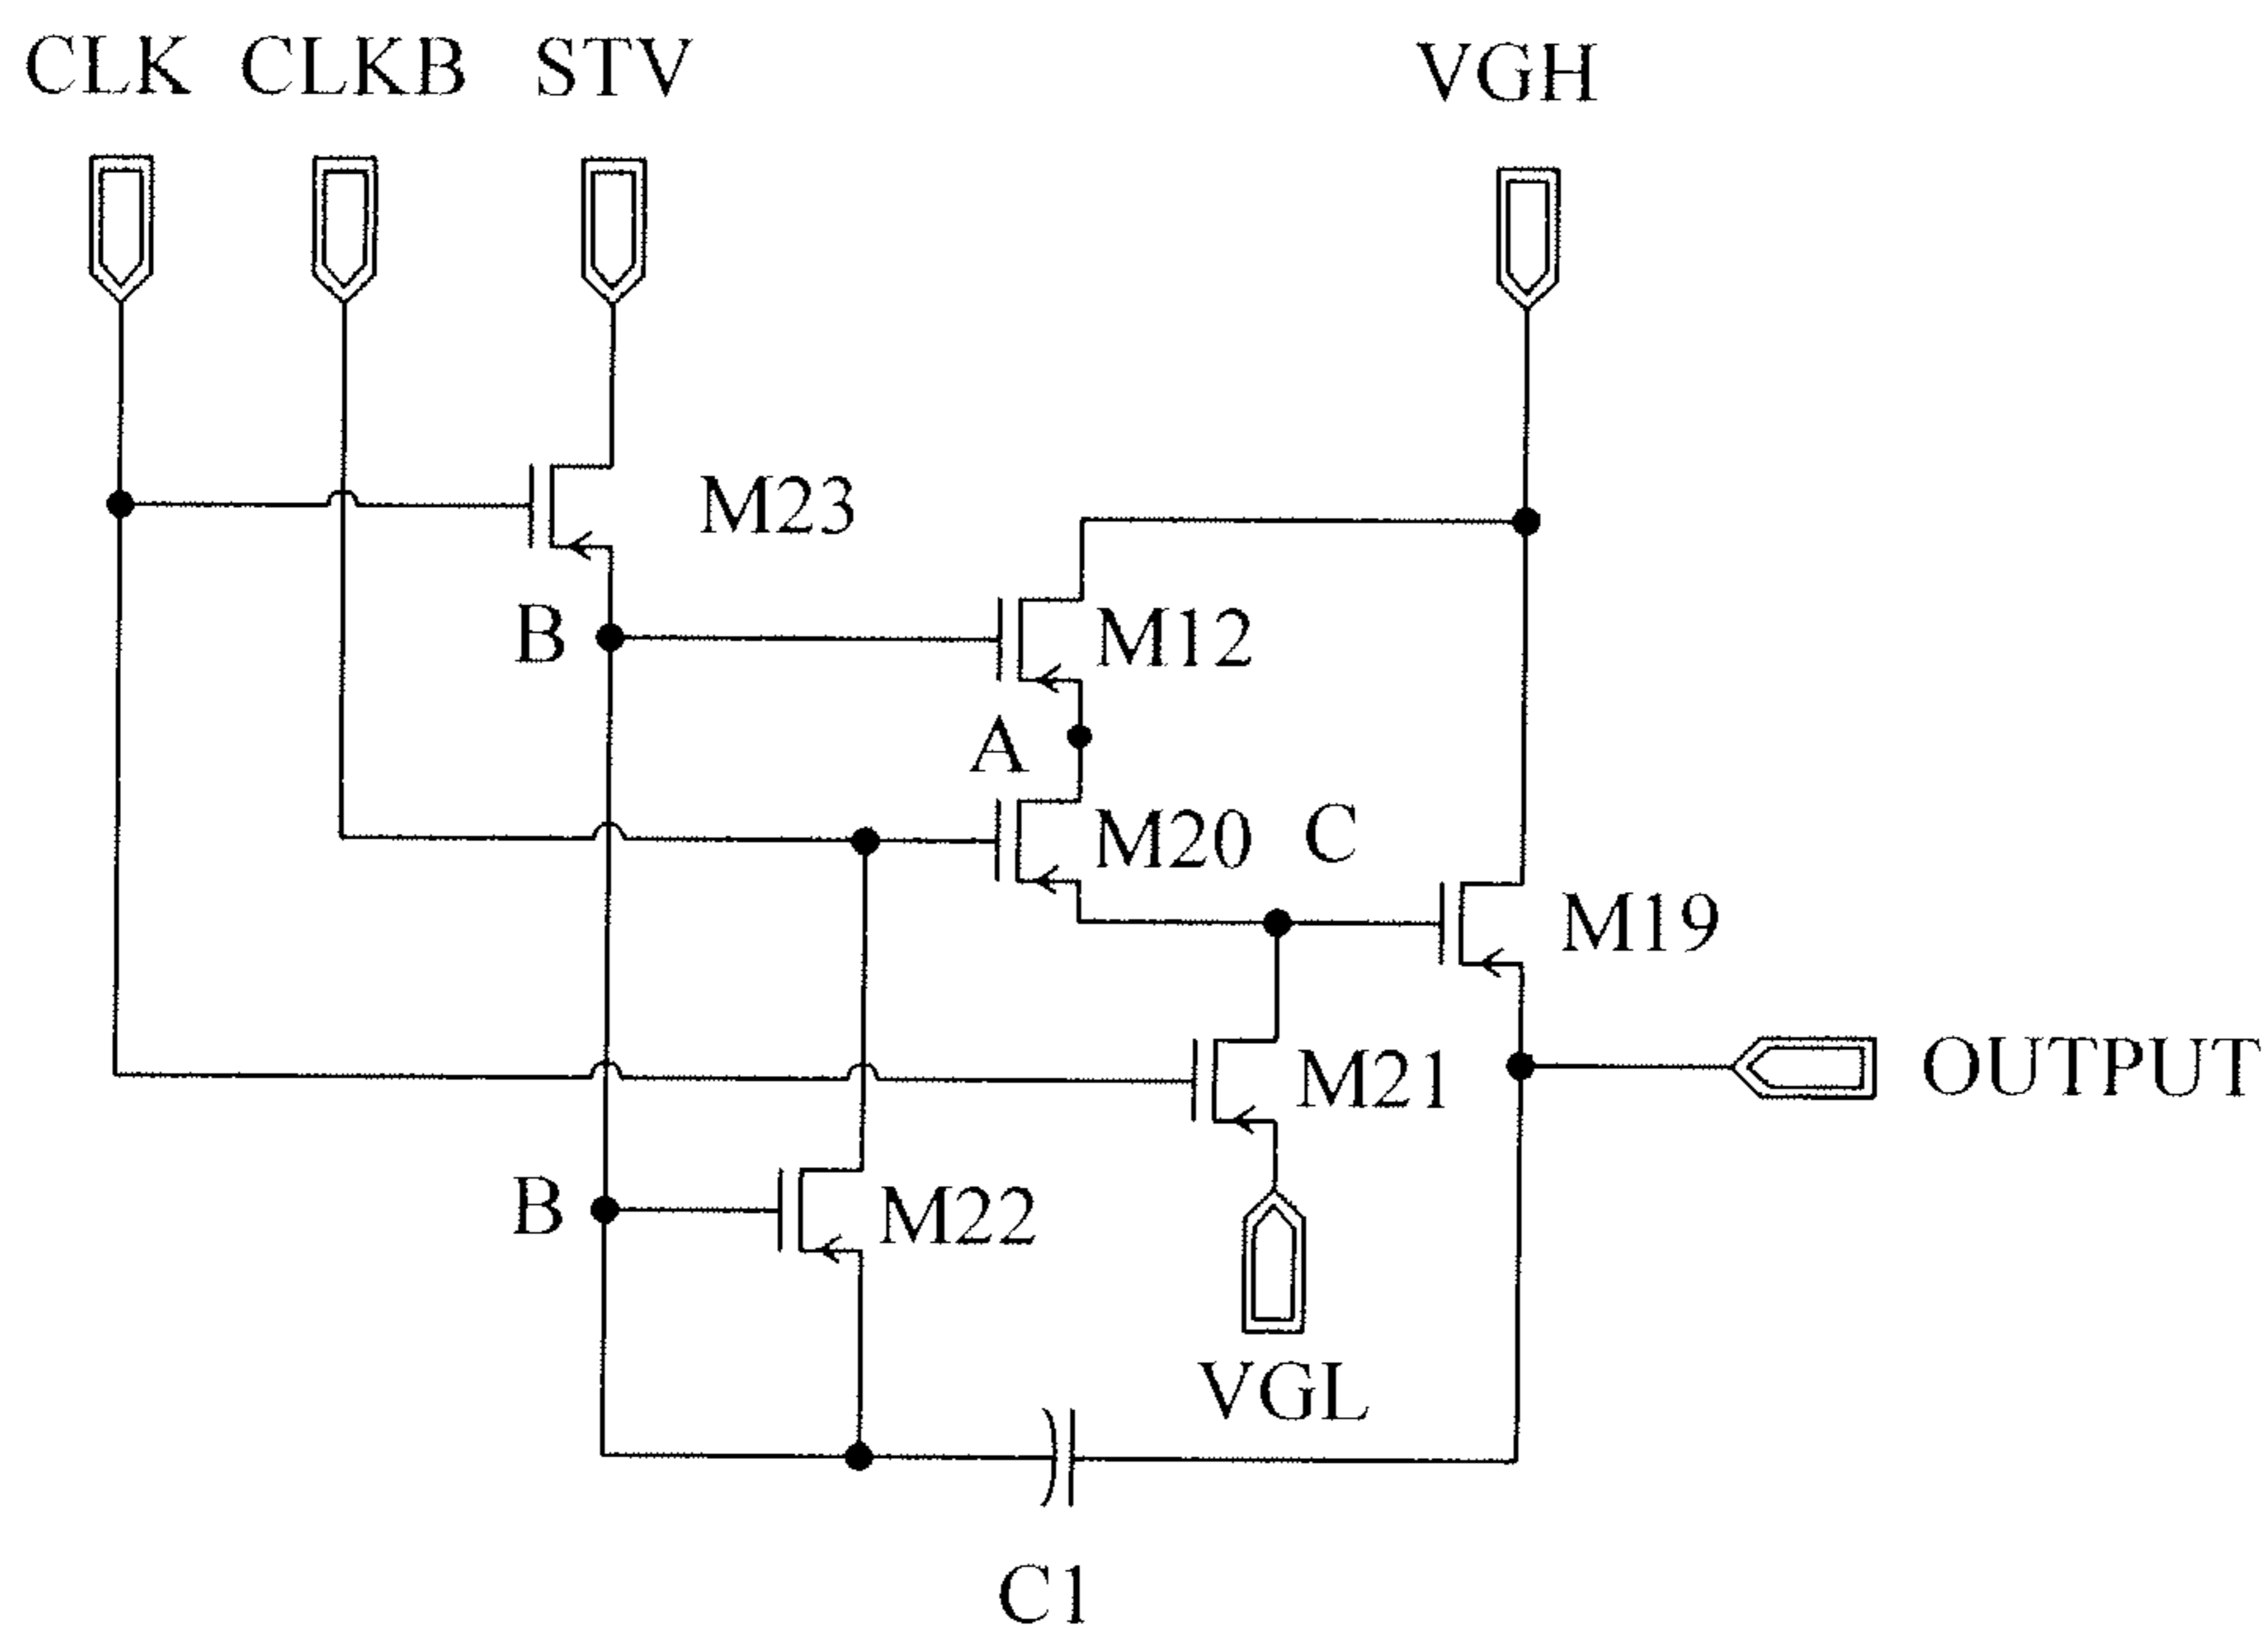 CLK
CLKB
STV
VGH
M23
B
M12
A
M20
C
M19
OUTPUT
M21
B
M22
VGL
C1